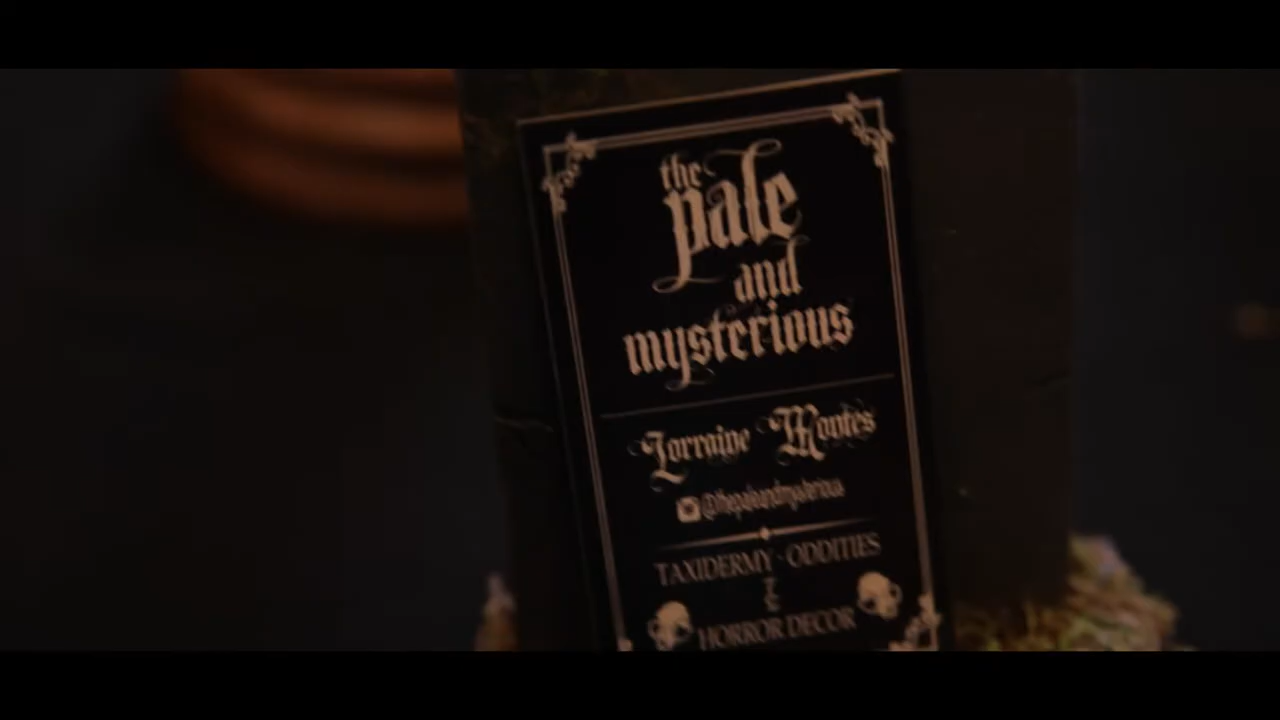 the
pale
and
mysterious
Lorraine Montes
@thepaleandmysterious
TAXIDERMY · ODDITIES
&
HORROR DECOR